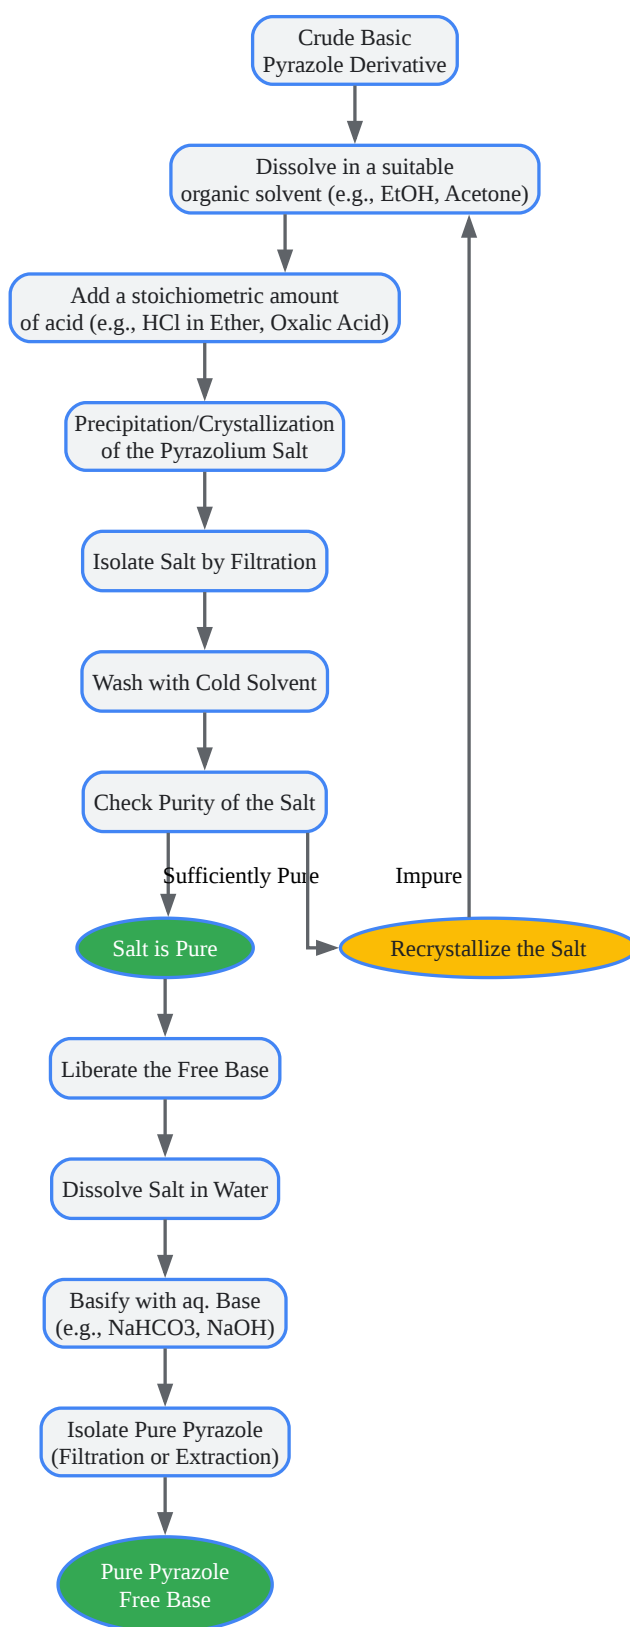 Crude Basic
Pyrazole Derivative
Dissolve in a suitable
organic solvent (e.g., EtOH, Acetone)
Add a stoichiometric amount
of acid (e.g., HCl in Ether, Oxalic Acid)
Precipitation/Crystallization
of the Pyrazolium Salt
Isolate Salt by Filtration
Wash with Cold Solvent
Check Purity of the Salt
Sufficiently Pure
Impure
Salt is Pure
Recrystallize the Salt
Liberate the Free Base
Dissolve Salt in Water
Basify with aq. Base
(e.g., NaHCO3, NaOH)
Isolate Pure Pyrazole
(Filtration or Extraction)
Pure Pyrazole
Free Base